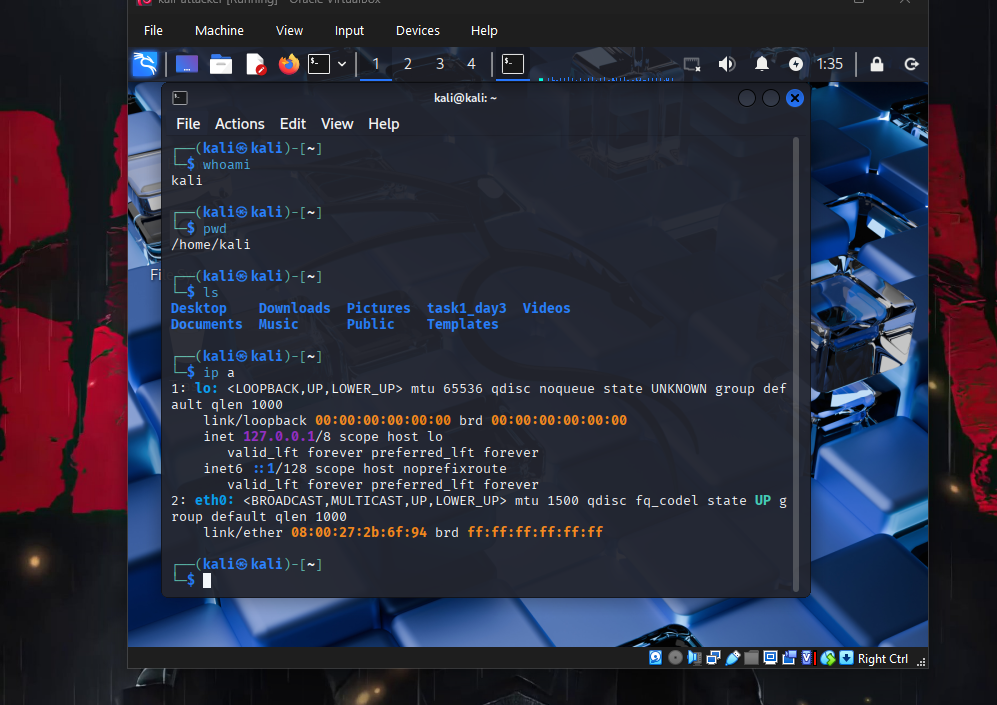 kali-attacker [Running] - Oracle VirtualBox
File Machine View Input Devices Help
1 2 3 4 1:35
kali@kali: ~
File Actions Edit View Help
┌──(kali㉿kali)-[~]
└─$ whoami
kali
┌──(kali㉿kali)-[~]
└─$ pwd
/home/kali
┌──(kali㉿kali)-[~]
└─$ ls
Desktop Downloads Pictures task1_day3 Videos
Documents Music Public Templates
┌──(kali㉿kali)-[~]
└─$ ip a
1: lo: <LOOPBACK,UP,LOWER_UP> mtu 65536 qdisc noqueue state UNKNOWN group def
ault qlen 1000
link/loopback 00:00:00:00:00:00 brd 00:00:00:00:00:00
inet 127.0.0.1/8 scope host lo
valid_lft forever preferred_lft forever
inet6 ::1/128 scope host noprefixroute
valid_lft forever preferred_lft forever
2: eth0: <BROADCAST,MULTICAST,UP,LOWER_UP> mtu 1500 qdisc fq_codel state UP g
roup default qlen 1000
link/ether 08:00:27:2b:6f:94 brd ff:ff:ff:ff:ff:ff
┌──(kali㉿kali)-[~]
└─$
Fi
Right Ctrl